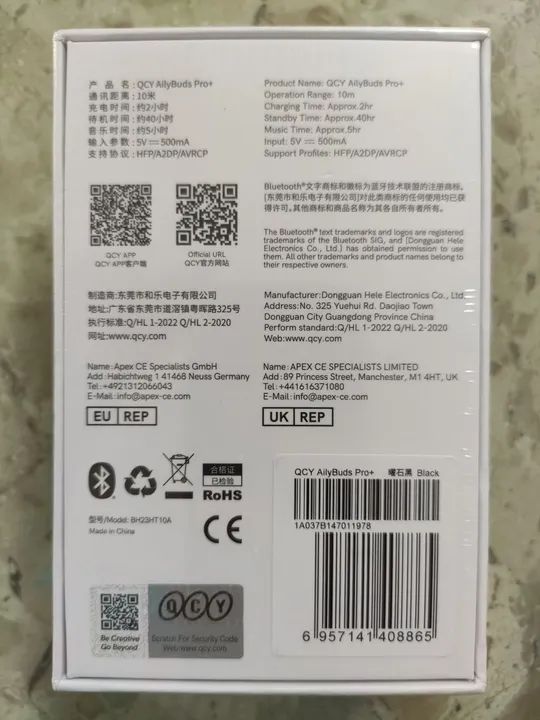 产 品 名: QCY AilyBuds Pro+
通讯距离: 10米
充电时间: 约2小时
待机时间: 约40小时
音乐时间: 约5小时
输入参数: 5V ⎓ 500mA
支持协议: HFP/A2DP/AVRCP
Product Name: QCY AilyBuds Pro+
Operation Range: 10m
Charging Time: Approx.2hr
Standby Time: Approx.40hr
Music Time: Approx.5hr
Input: 5V ⎓ 500mA
Support Profiles: HFP/A2DP/AVRCP
QCY APP
QCY APP客户端
Official URL
QCY官方网站
Bluetooth®文字商标和徽标为蓝牙技术联盟的注册商标,
[东莞市和乐电子有限公司]对此类商标的任何使用均已获
得许可。其他商标和商品名称为其各自所有者所有。
The Bluetooth® text trademarks and logos are registered
trademarks of the Bluetooth SIG, and [Dongguan Hele
Electronics Co., Ltd.] has obtained permission to use
them. All other trademarks and product names belong to
their respective owners.
制造商:东莞市和乐电子有限公司
地址:广东省东莞市道滘镇粤晖路325号
执行标准:Q/HL 1-2022 Q/HL 2-2020
Manufacturer:Dongguan Hele Electronics Co., Ltd.
Address: No. 325 Yuehui Rd. Daojiao Town
Dongguan City Guangdong Province China
Perform standard:Q/HL 1-2022 Q/HL 2-2020
Web:www.qcy.com
Name: Apex CE Specialists GmbH
Add: Habichtweg 1 41468 Neuss Germany
Tel:+4921312066043
E-Mail: info@apex-ce.com
EU REP
Name: APEX CE SPECIALISTS LIMITED
Add:89 Princess Street, Manchester, M1 4HT, UK
Tel:+441616371080
E-Mail:info@apex-ce.com
UK REP
合格证
已检验
RoHS
型号/Model: BH23HT10A
Made in China
CE
QCY AilyBuds Pro+ 曜石黑 Black
1A037B147011978
6 957141 408865
Be Creative
Go Beyond
QCY
Scratch For Security Code
Web:www.qcy.com